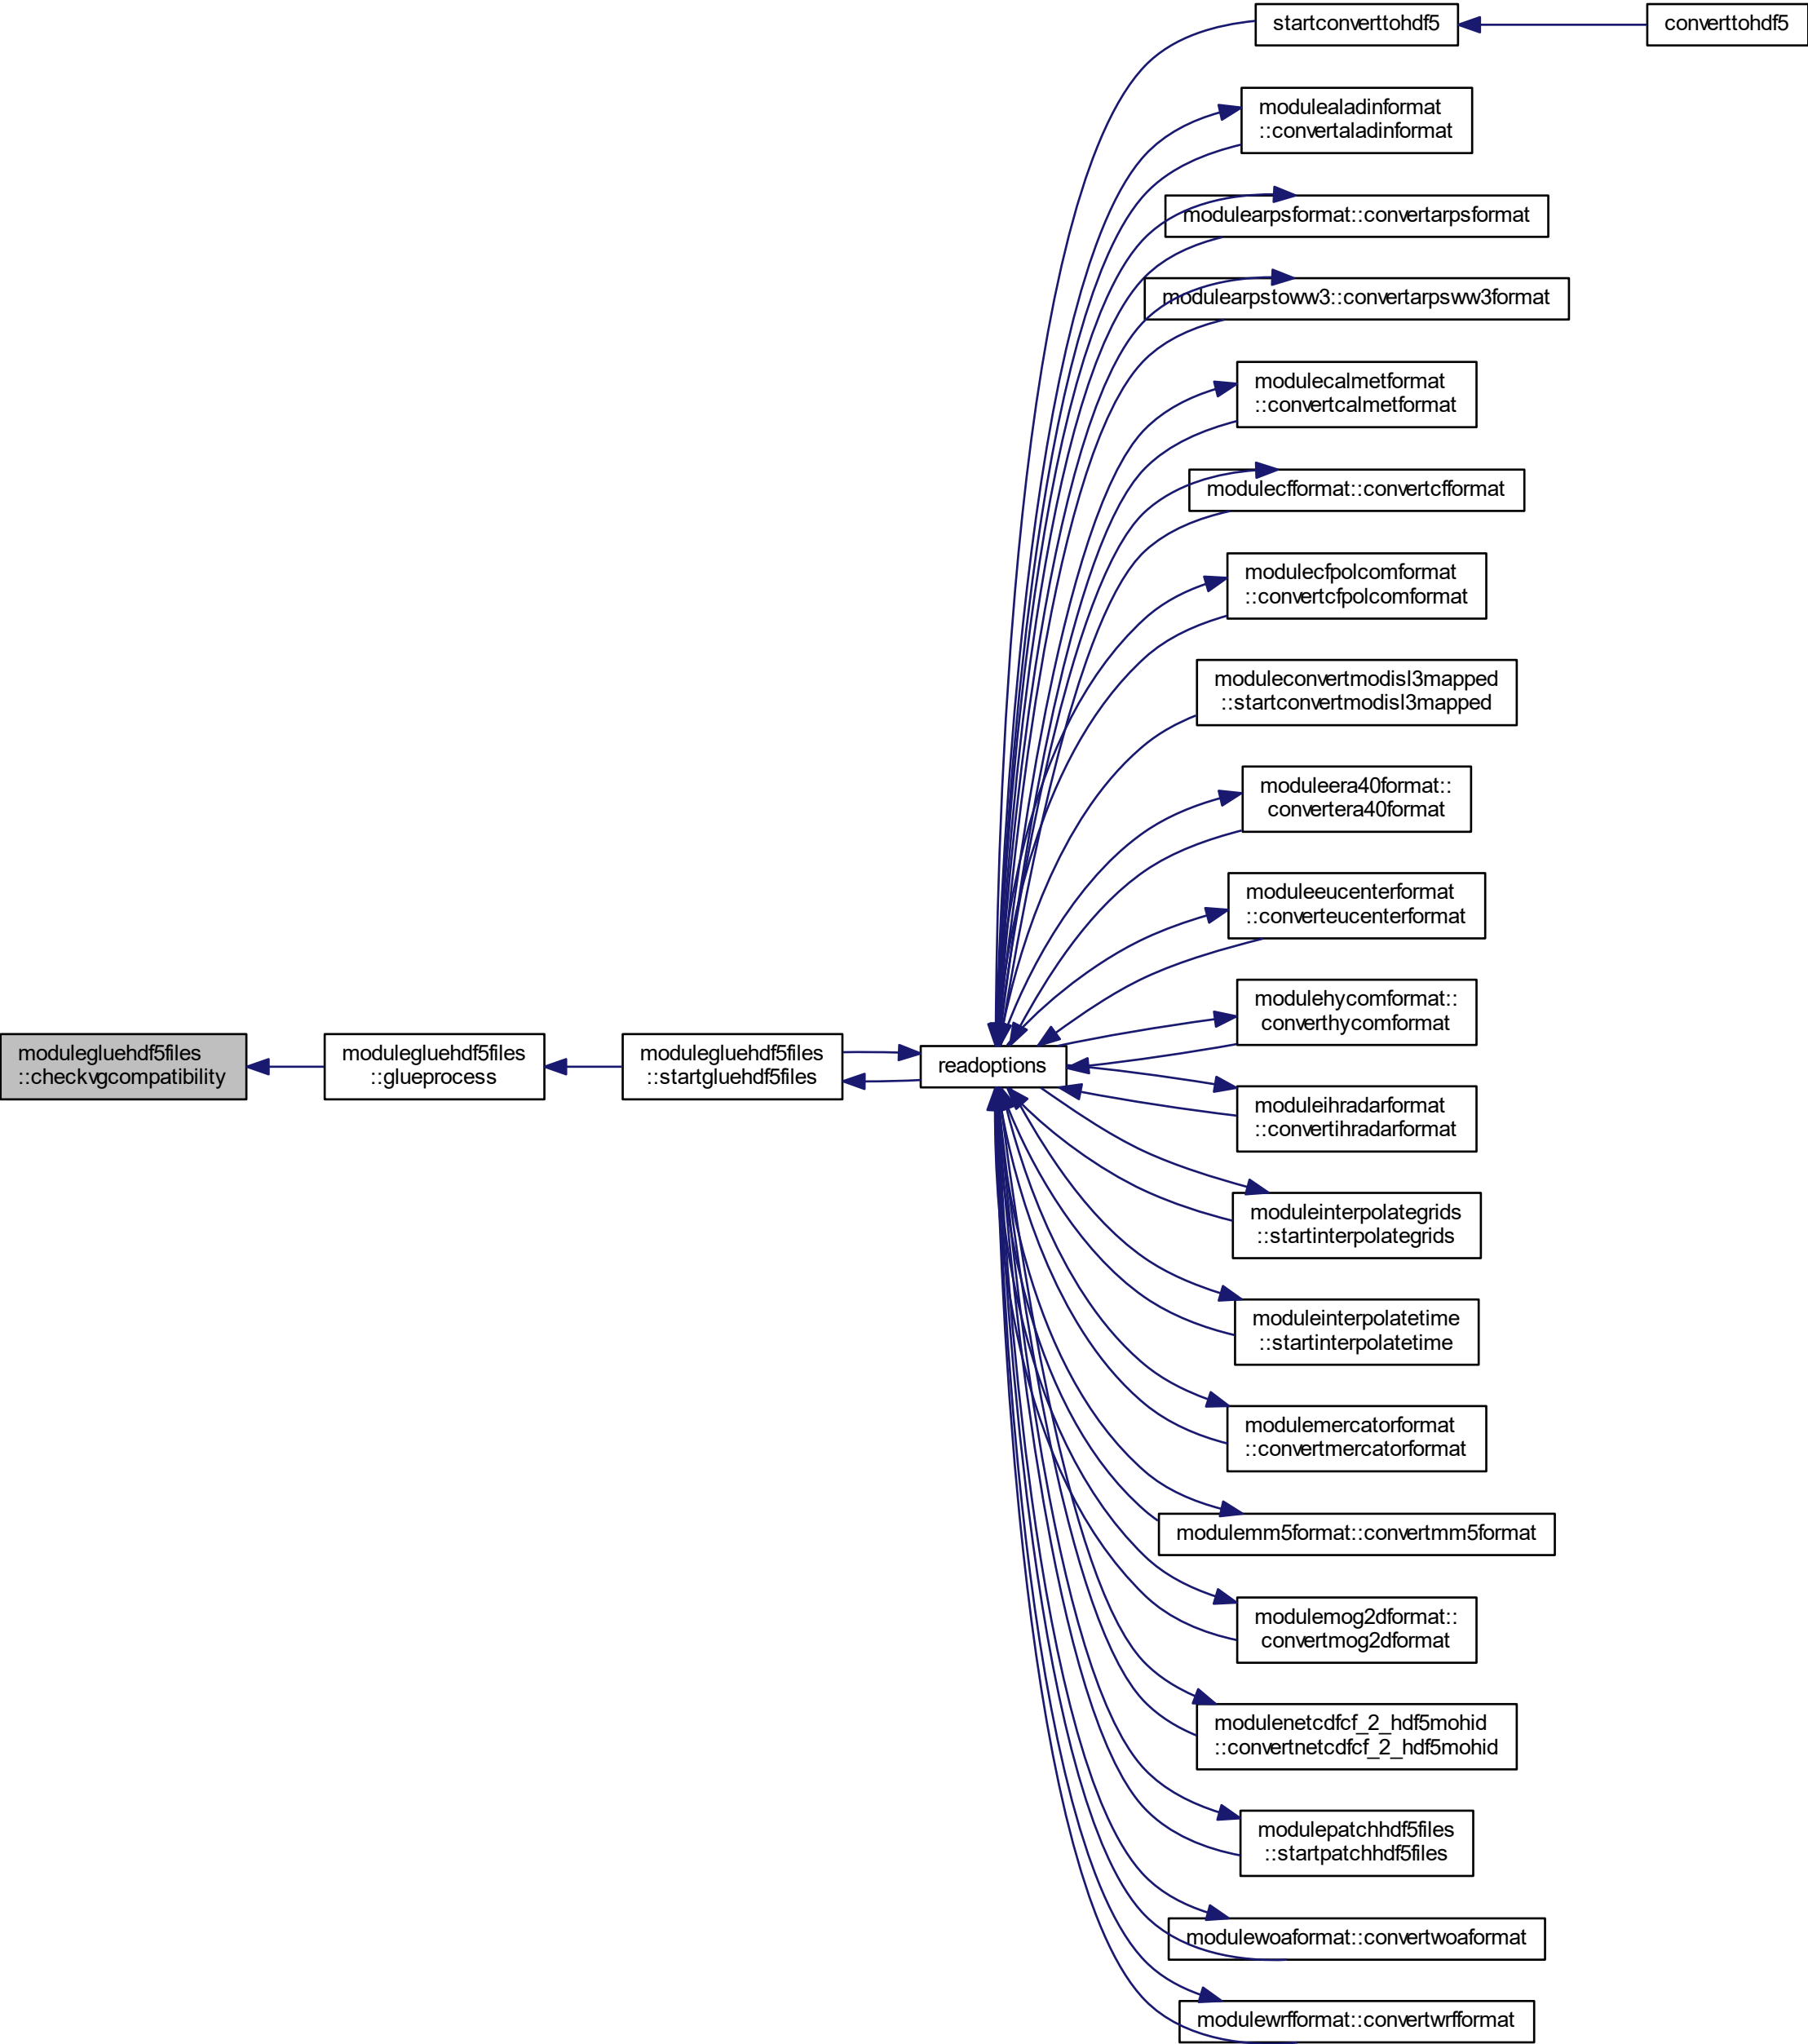 startconverttohdf5
converttohdf5
modulealadinformat
::convertaladinformat
modulearpsformat::convertarpsformat
modulearpstoww3::convertarpsww3format
modulecalmetformat
::convertcalmetformat
modulecfformat::convertcfformat
modulecfpolcomformat
::convertcfpolcomformat
moduleconvertmodisl3mapped
::startconvertmodisl3mapped
moduleera40format::
convertera40format
moduleeucenterformat
::converteucenterformat
modulehycomformat::
converthycomformat
modulegluehdf5files
::checkvgcompatibility
modulegluehdf5files
::glueprocess
modulegluehdf5files
::startgluehdf5files
readoptions
moduleihradarformat
::convertihradarformat
moduleinterpolategrids
::startinterpolategrids
moduleinterpolatetime
::startinterpolatetime
modulemercatorformat
::convertmercatorformat
modulemm5format::convertmm5format
modulemog2dformat::
convertmog2dformat
modulenetcdfcf_2_hdf5mohid
::convertnetcdfcf_2_hdf5mohid
modulepatchhdf5files
::startpatchhdf5files
modulewoaformat::convertwoaformat
modulewrfformat::convertwrfformat